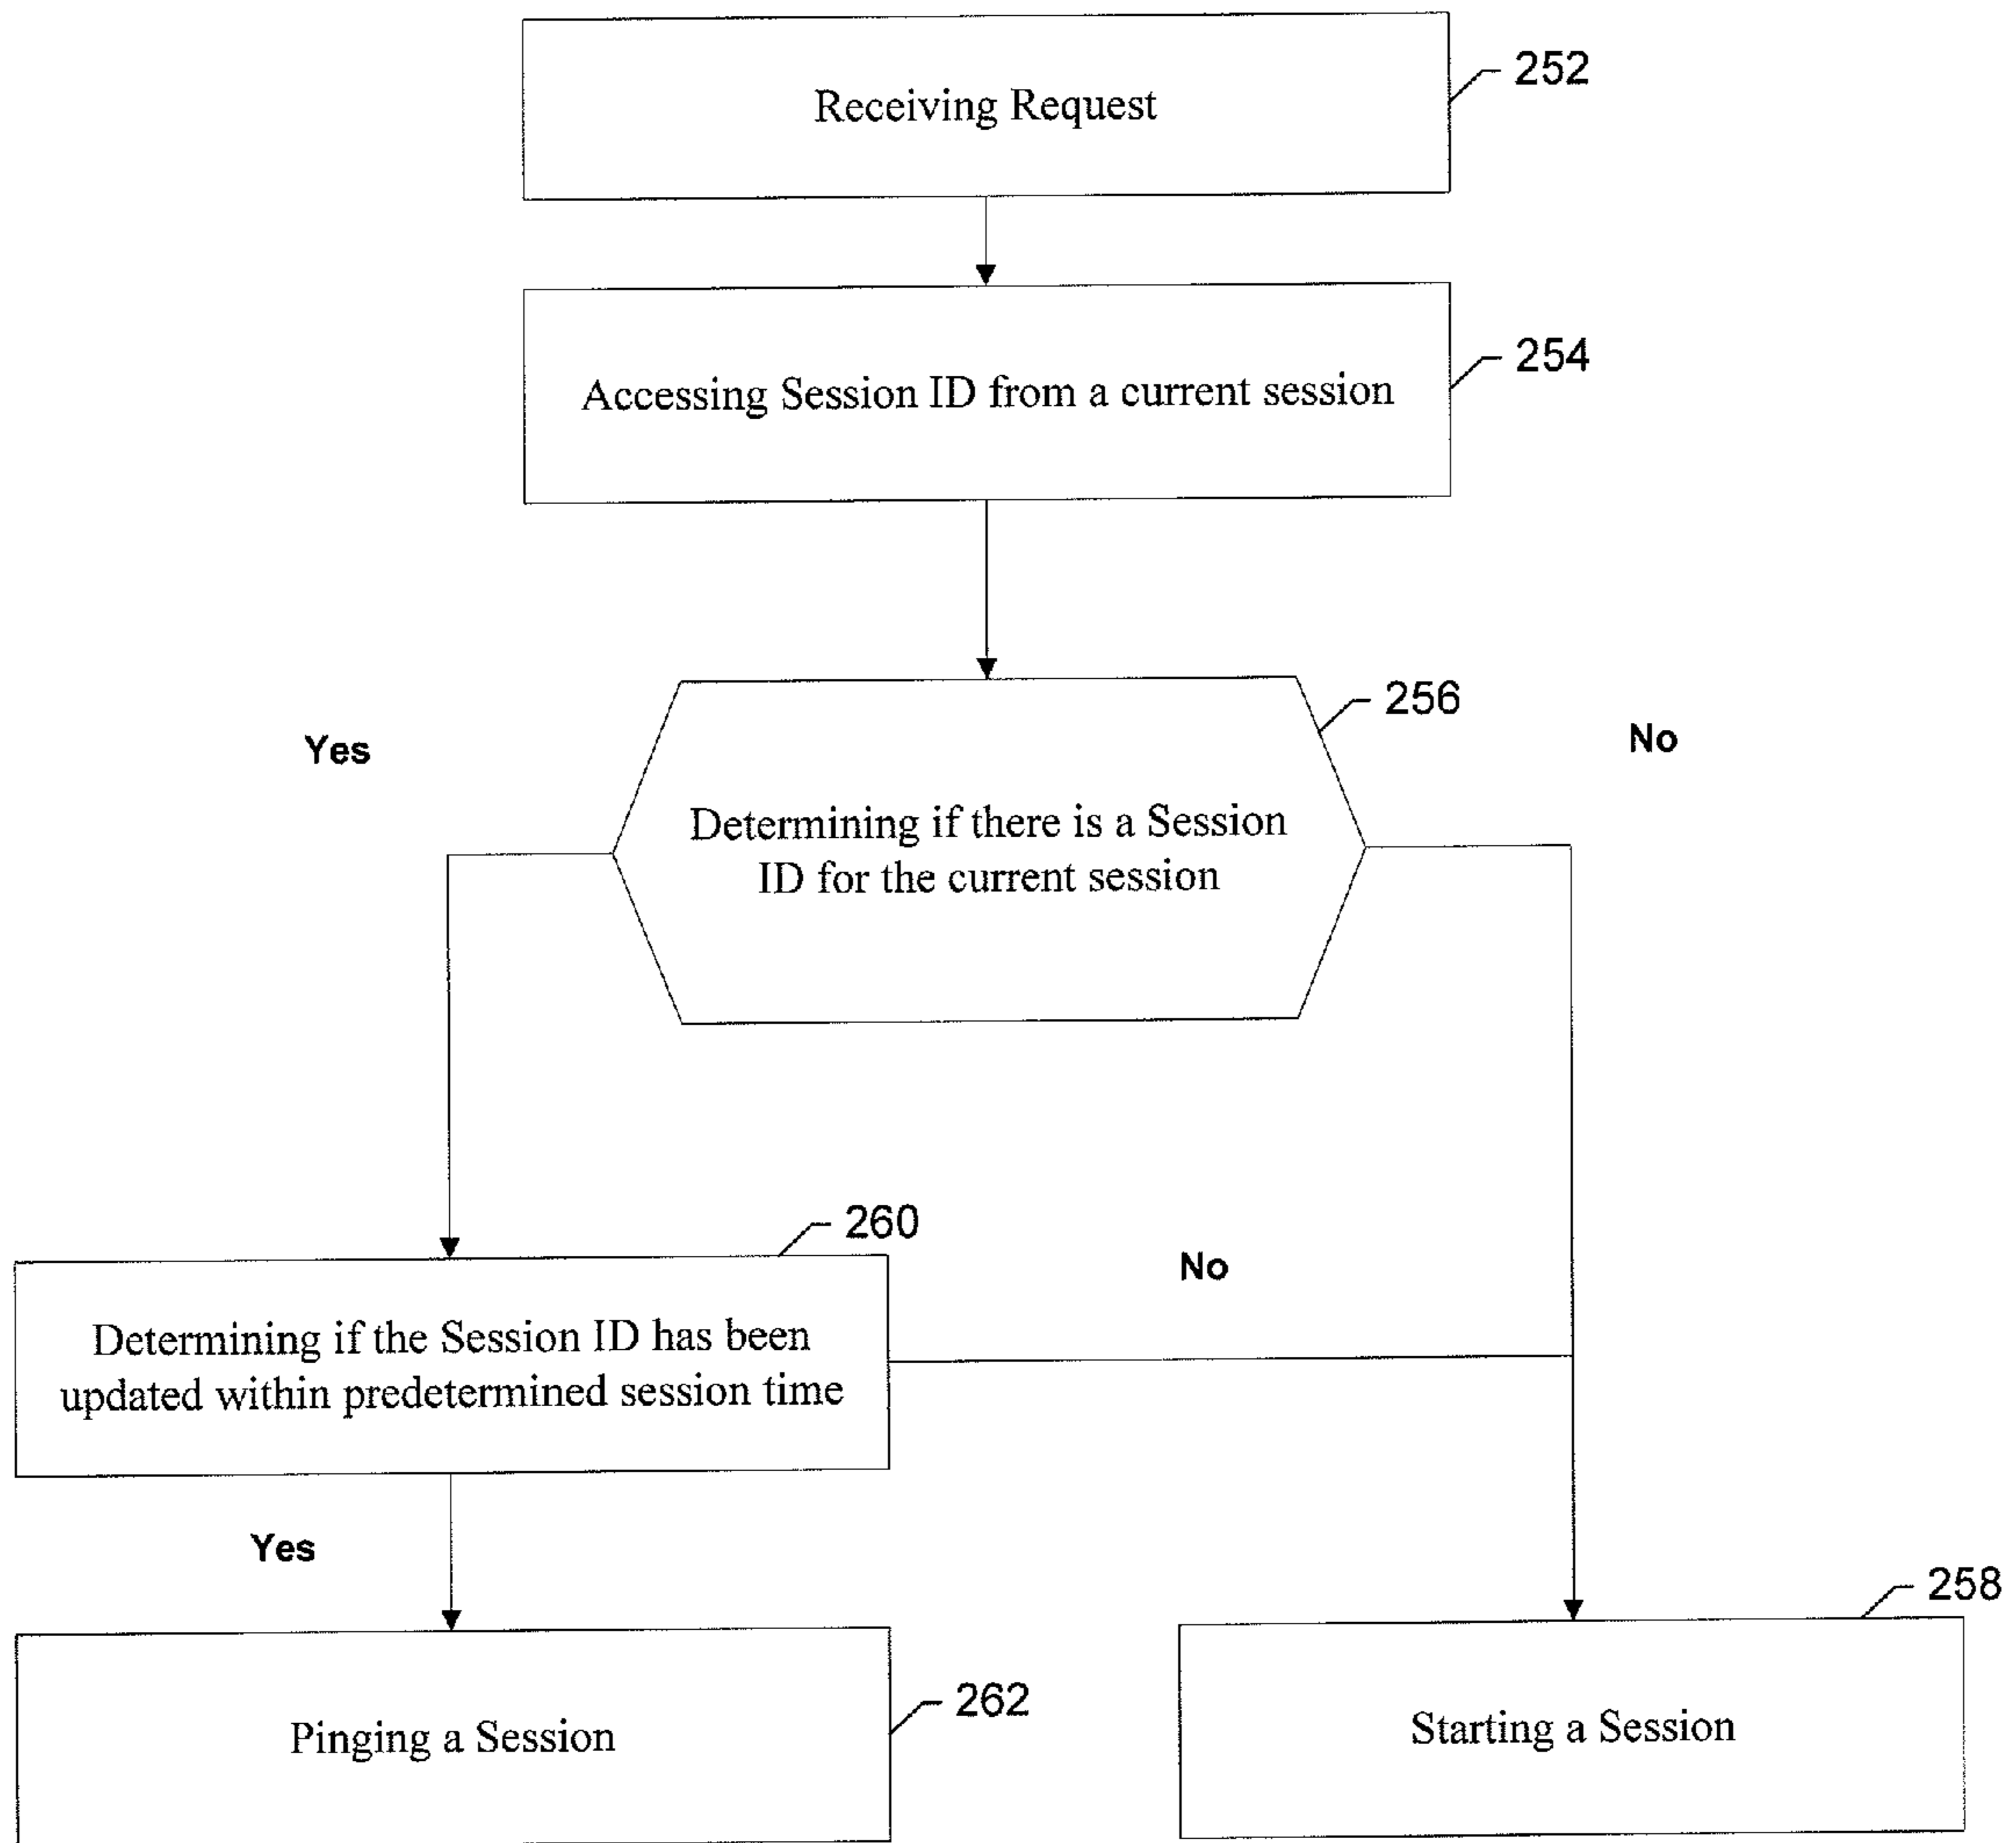 Receiving Request
252
Accessing Session ID from a current session
254
256
Yes
No
Determining if there is a Session
ID for the current session
260
No
Determining if the Session ID has been
updated within predetermined session time
Yes
258
262
Pinging a Session
Starting a Session